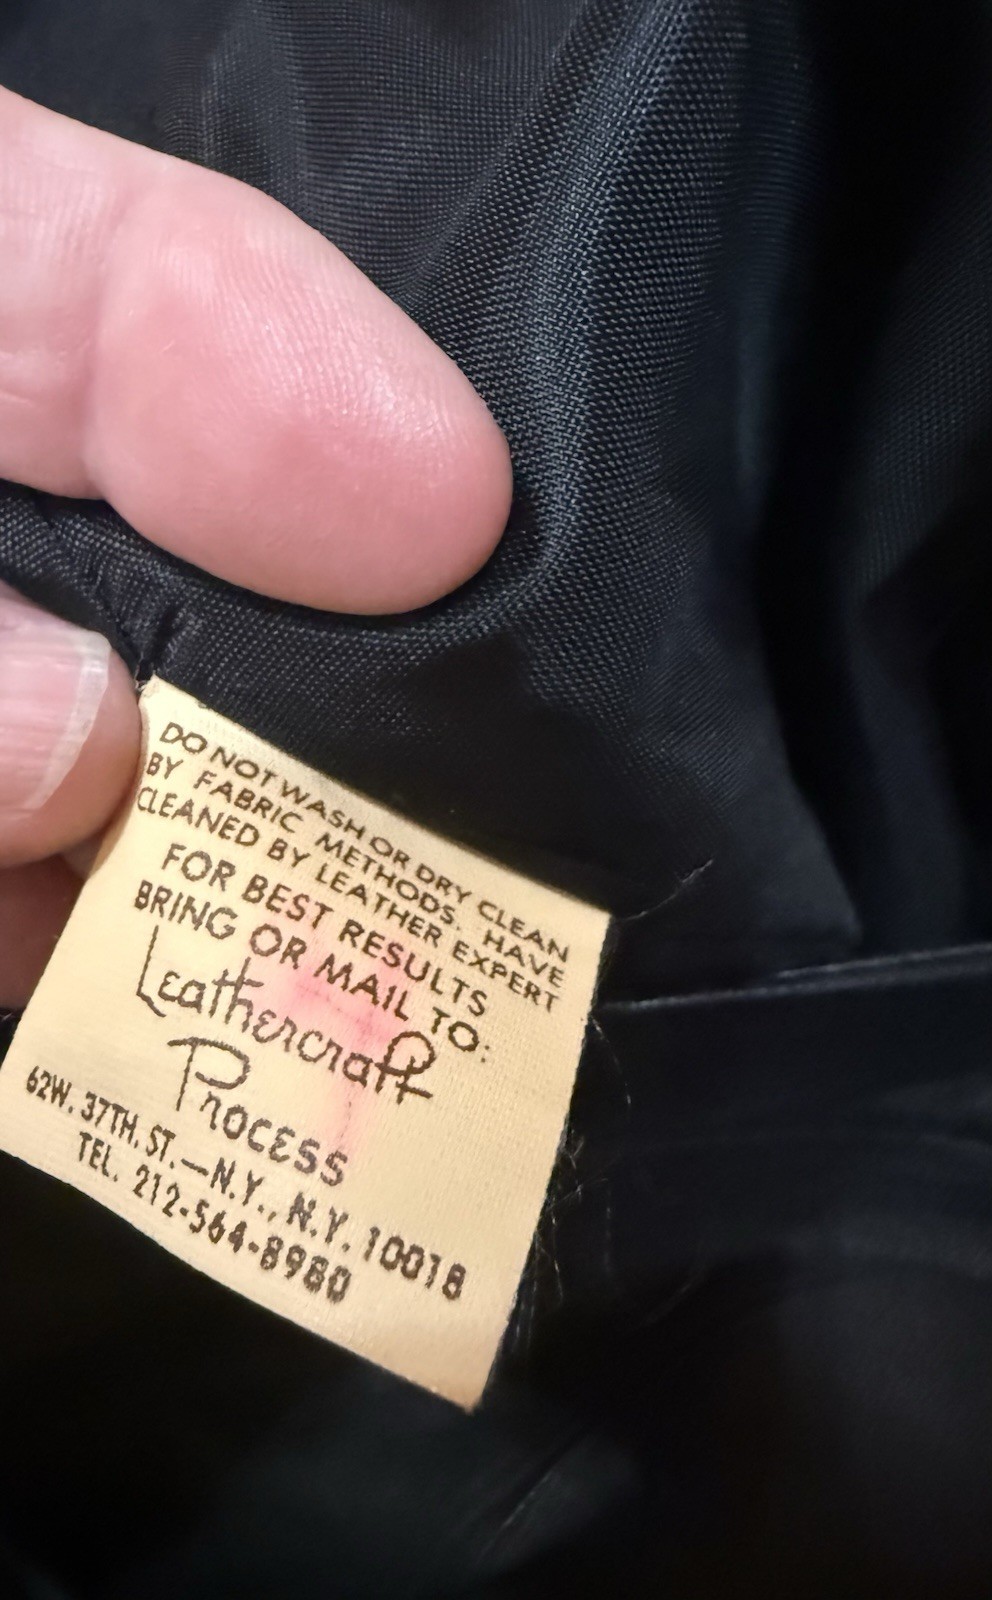 DO NOT WASH OR DRY CLEAN
BY FABRIC METHODS. HAVE
CLEANED BY LEATHER EXPERT
FOR BEST RESULTS
BRING OR MAIL TO:
Leathercraft
Process
62W. 37TH. ST.—N.Y., N.Y. 10018
TEL. 212-564-8980